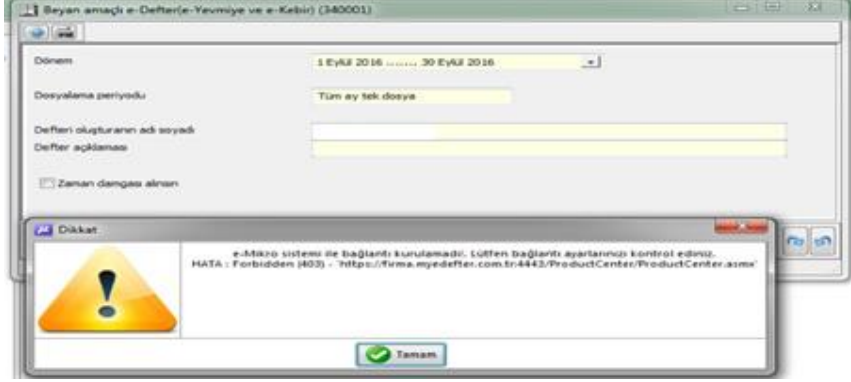 Beyan amaçlı e-Defter(e-Yevmiye ve e-Kebir) (340001)
Dönem
1 Eylül 2016 ....... 30 Eylül 2016
Dosyalama periyodu
Tüm ay tek dosya
Defteri oluşturanın adı soyadı
Defter açıklaması
Zaman damgası alınsın
Dikkat
e-Mikro sistemi ile bağlantı kurulamadı!. Lütfen bağlantı ayarlarınızı kontrol ediniz.
HATA : Forbidden (403) - 'https://firma.myedefter.com.tr:4443/ProductCenter/ProductCenter.asmx'
Tamam